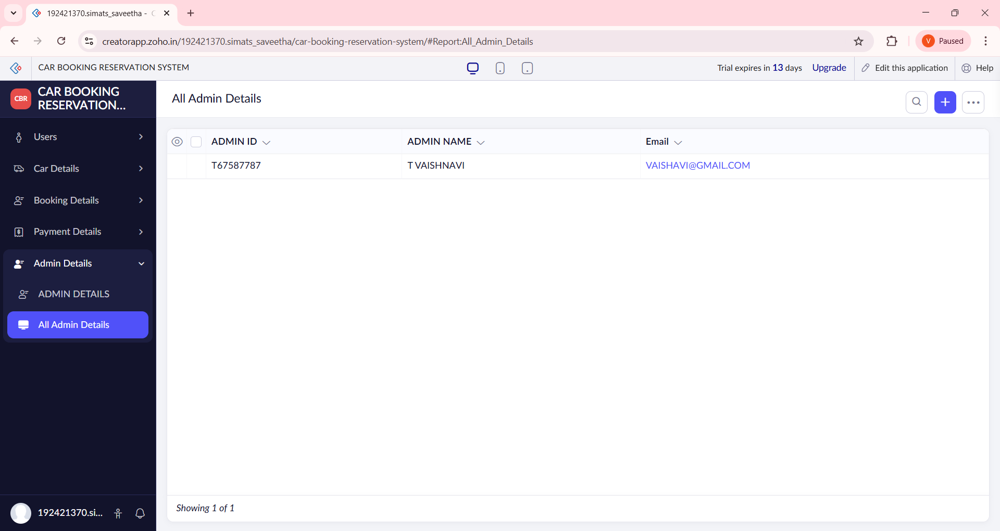 192421370.simats_saveetha -
creatorapp.zoho.in/192421370.simats_saveetha/car-booking-reservation-system/#Report:All_Admin_Details
V Paused
CAR BOOKING RESERVATION SYSTEM
Trial expires in 13 days Upgrade Edit this application Help
CBR
CAR BOOKING
RESERVATION...
All Admin Details
Users
Car Details
Booking Details
Payment Details
Admin Details
ADMIN DETAILS
All Admin Details
ADMIN ID ADMIN NAME Email
T67587787 T VAISHNAVI VAISHAVI@GMAIL.COM
Showing 1 of 1
192421370.si...